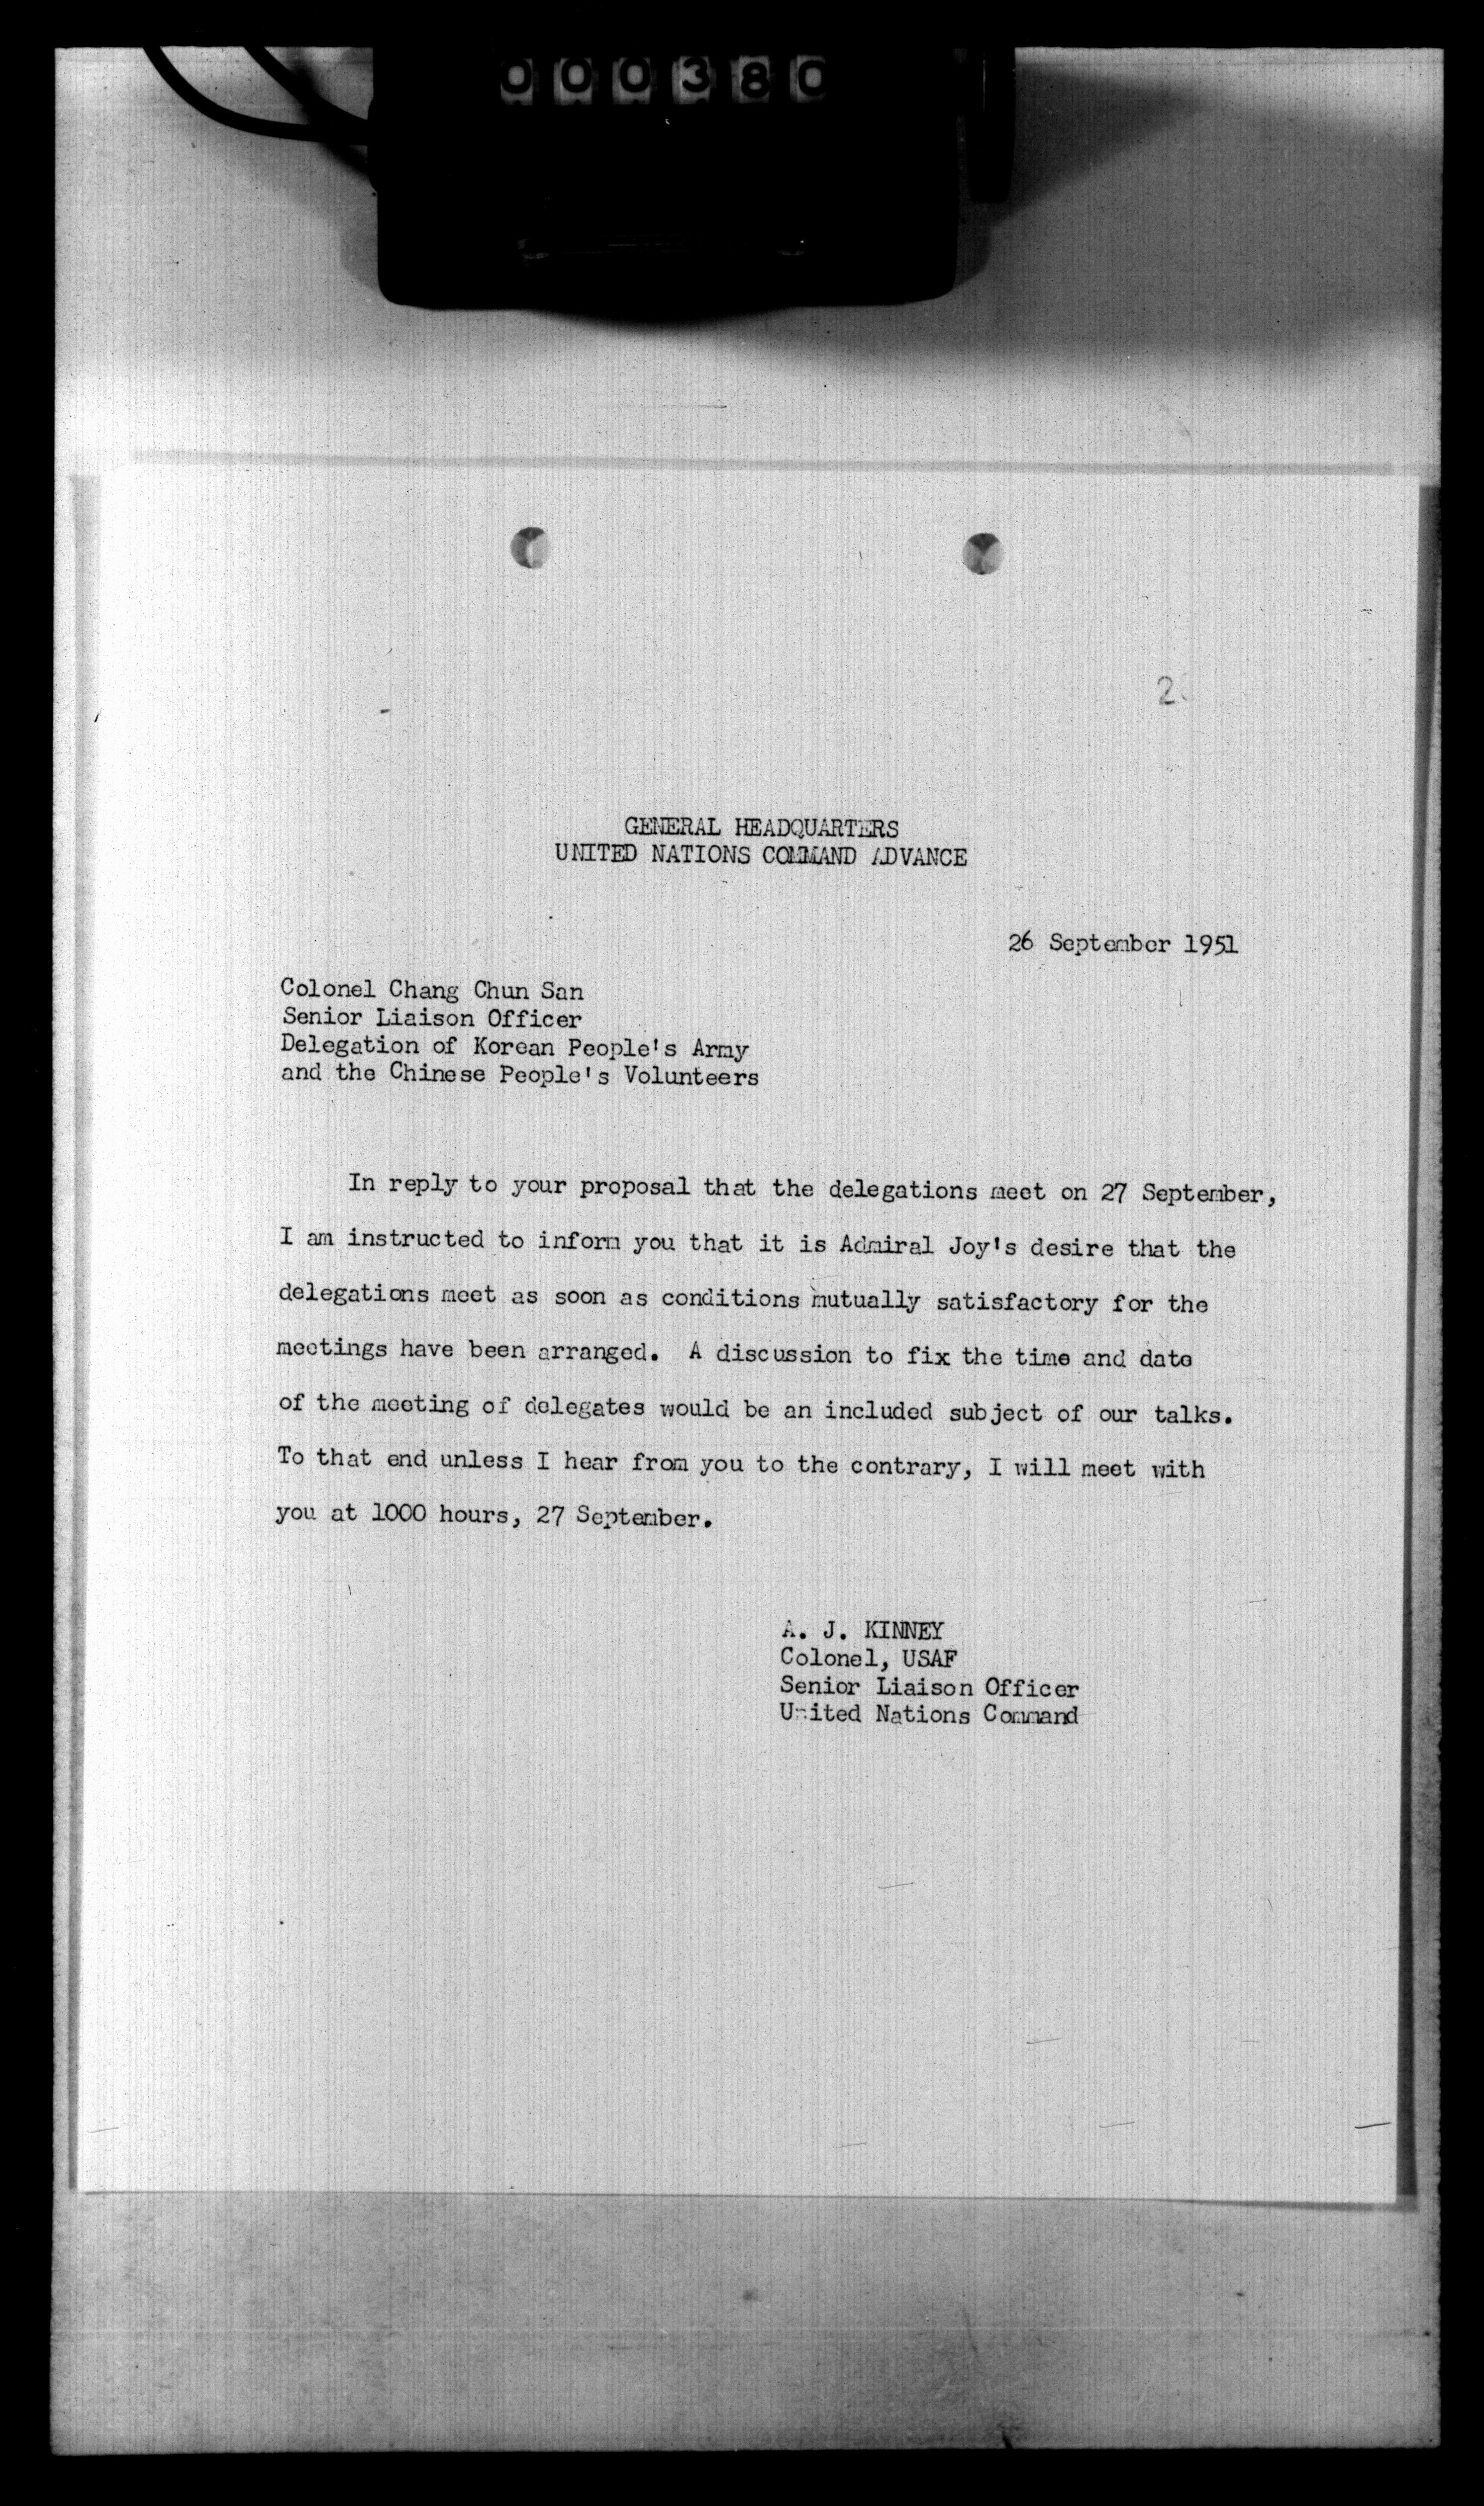 000380
2.
GENERAL HEADQUARTERS
UNITED NATIONS COMMAND ADVANCE
26 September 1951
Colonel Chang Chun San
Senior Liaison Officer
Delegation of Korean People's Army
and the Chinese People's Volunteers
In reply to your proposal that the delegations meet on 27 September,
I am instructed to inform you that it is Admiral Joy's desire that the
delegations meet as soon as conditions mutually satisfactory for the
meetings have been arranged. A discussion to fix the time and date
of the meeting of delegates would be an included subject of our talks.
To that end unless I hear from you to the contrary, I will meet with
you at 1000 hours, 27 September.
A. J. KINNEY
Colonel, USAF
Senior Liaison Officer
United Nations Command